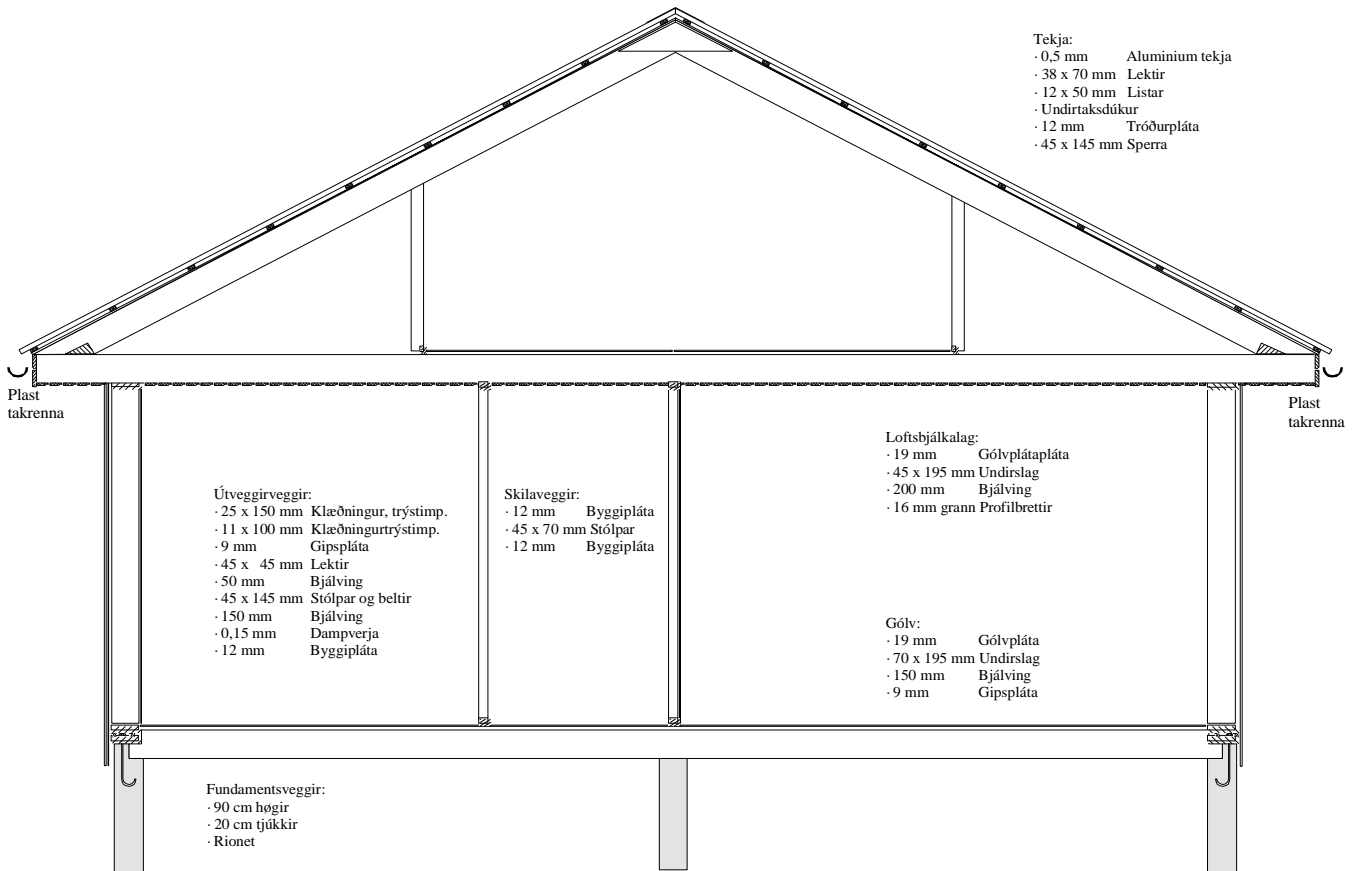 Tekja:
· 0,5 mm Aluminium tekja
· 38 x 70 mm Lektir
· 12 x 50 mm Listar
· Undirtaksdúkur
· 12 mm Tróðurpláta
· 45 x 145 mm Sperra
Plast
takrenna
Plast
takrenna
Loftsbjálkalag:
· 19 mm Gólvplátapláta
· 45 x 195 mm Undirslag
· 200 mm Bjálving
· 16 mm grann Profilbrettir
Útveggirveggir:
· 25 x 150 mm Klæðningur, trýstimp.
· 11 x 100 mm Klæðningurtrýstimp.
· 9 mm Gipspláta
· 45 x 45 mm Lektir
· 50 mm Bjálving
· 45 x 145 mm Stólpar og beltir
· 150 mm Bjálving
· 0,15 mm Dampverja
· 12 mm Byggipláta
Skilaveggir:
· 12 mm Byggipláta
· 45 x 70 mm Stólpar
· 12 mm Byggipláta
Gólv:
· 19 mm Gólvpláta
· 70 x 195 mm Undirslag
· 150 mm Bjálving
· 9 mm Gipspláta
Fundamentsveggir:
· 90 cm høgir
· 20 cm tjúkkir
· Rionet